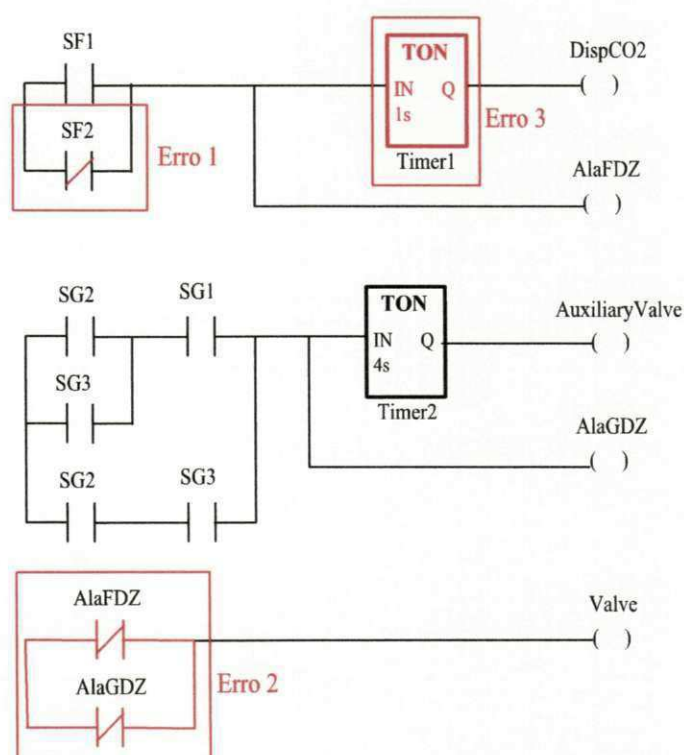 SF1
TON
DispCO2
IN Q
1s
SF2
Erro 1
Erro 3
Timer1
AlaFDZ
SG2
SG1
TON
AuxiliaryValve
IN Q
4s
SG3
Timer2
AlaGDZ
SG2
SG3
AlaFDZ
Valve
AlaGDZ
Erro 2